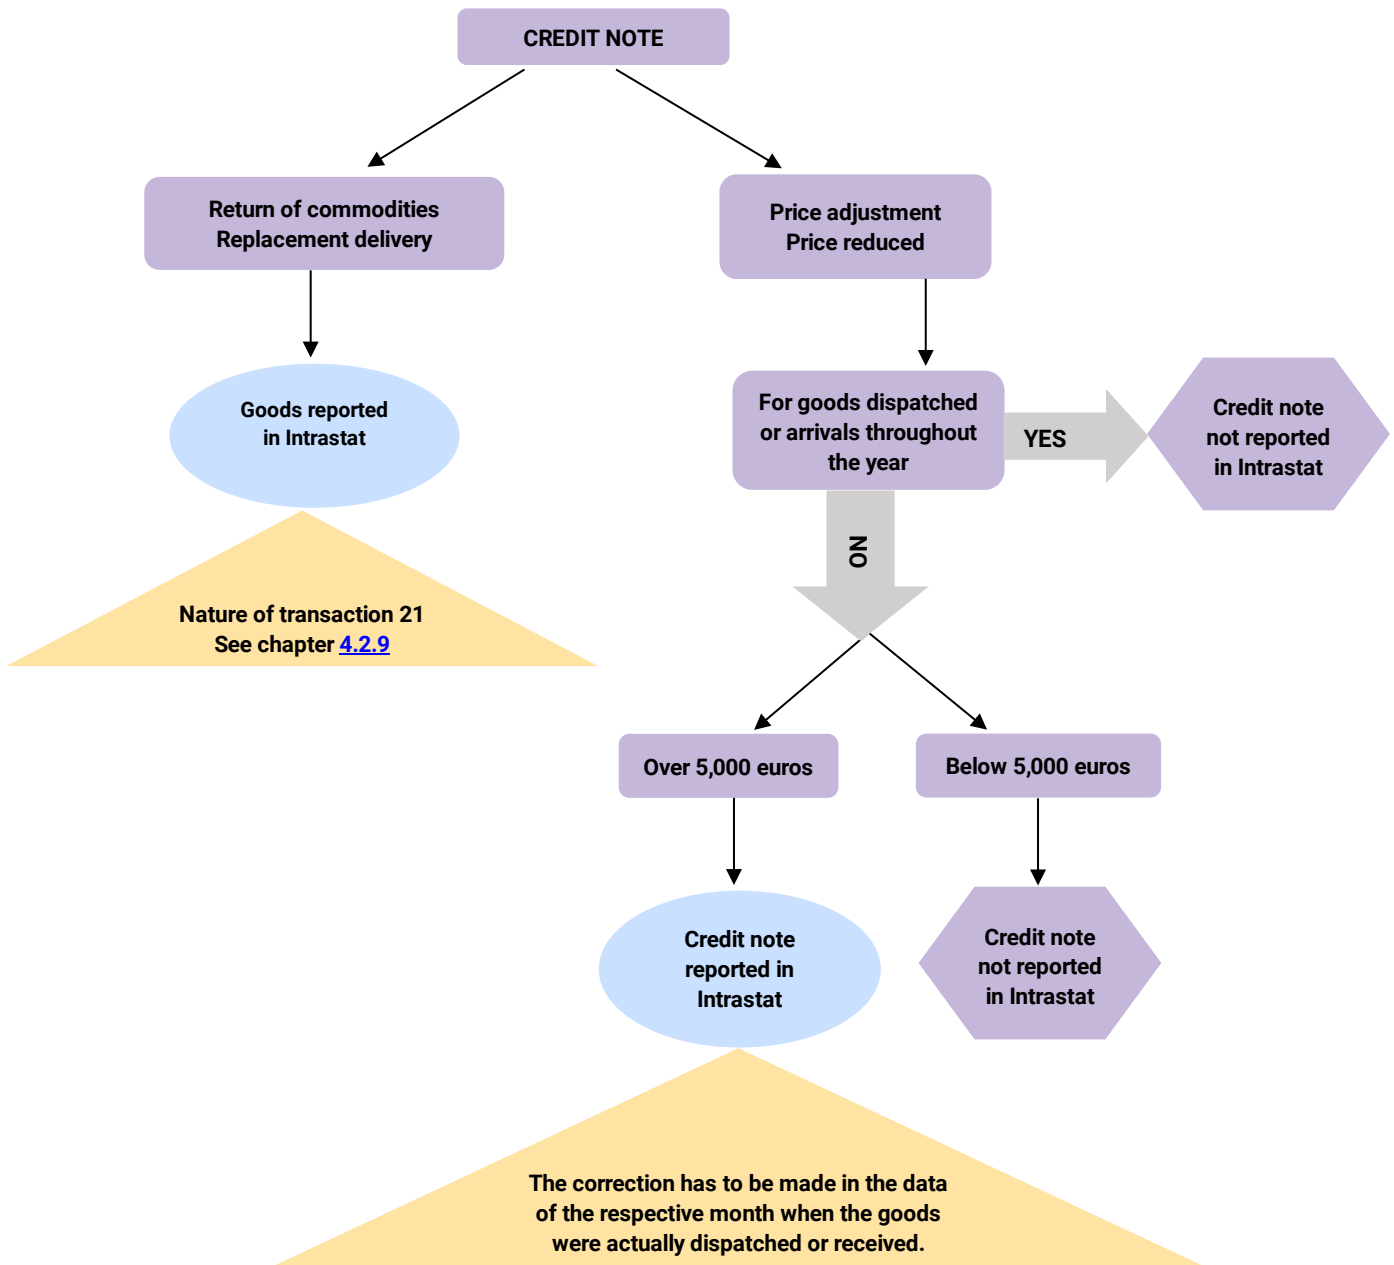 CREDIT NOTE
Return of commodities
Replacement delivery
Price adjustment
Price reduced
Goods reported
in Intrastat
For goods dispatched
or arrivals throughout
the year
YES
Credit note
not reported
in Intrastat
NO
Nature of transaction 21
See chapter 4.2.9
Over 5,000 euros
Below 5,000 euros
Credit note
reported in
Intrastat
Credit note
not reported
in Intrastat
The correction has to be made in the data
of the respective month when the goods
were actually dispatched or received.